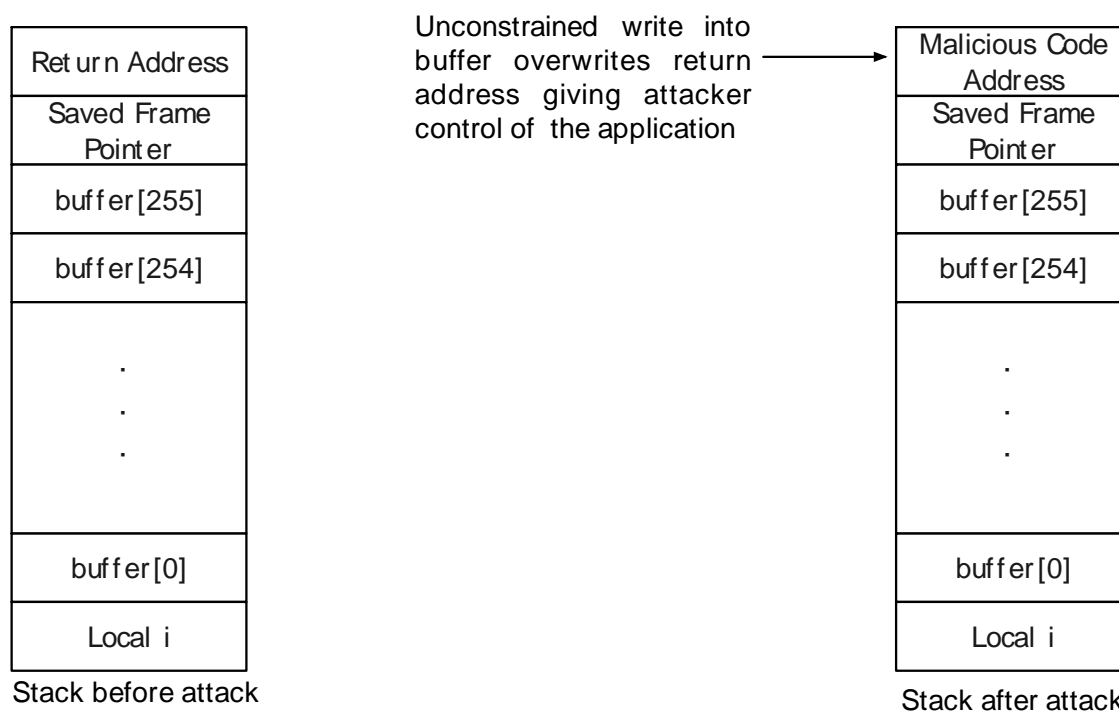 Return Address
Saved Frame
Pointer
buffer[255]
buffer[254]
.
.
.
buffer[0]
Local i
Stack before attack
Unconstrained write into
buffer overwrites return
address giving attacker
control of the application
Malicious Code
Address
Saved Frame
Pointer
buffer[255]
buffer[254]
.
.
.
buffer[0]
Local i
Stack after attack